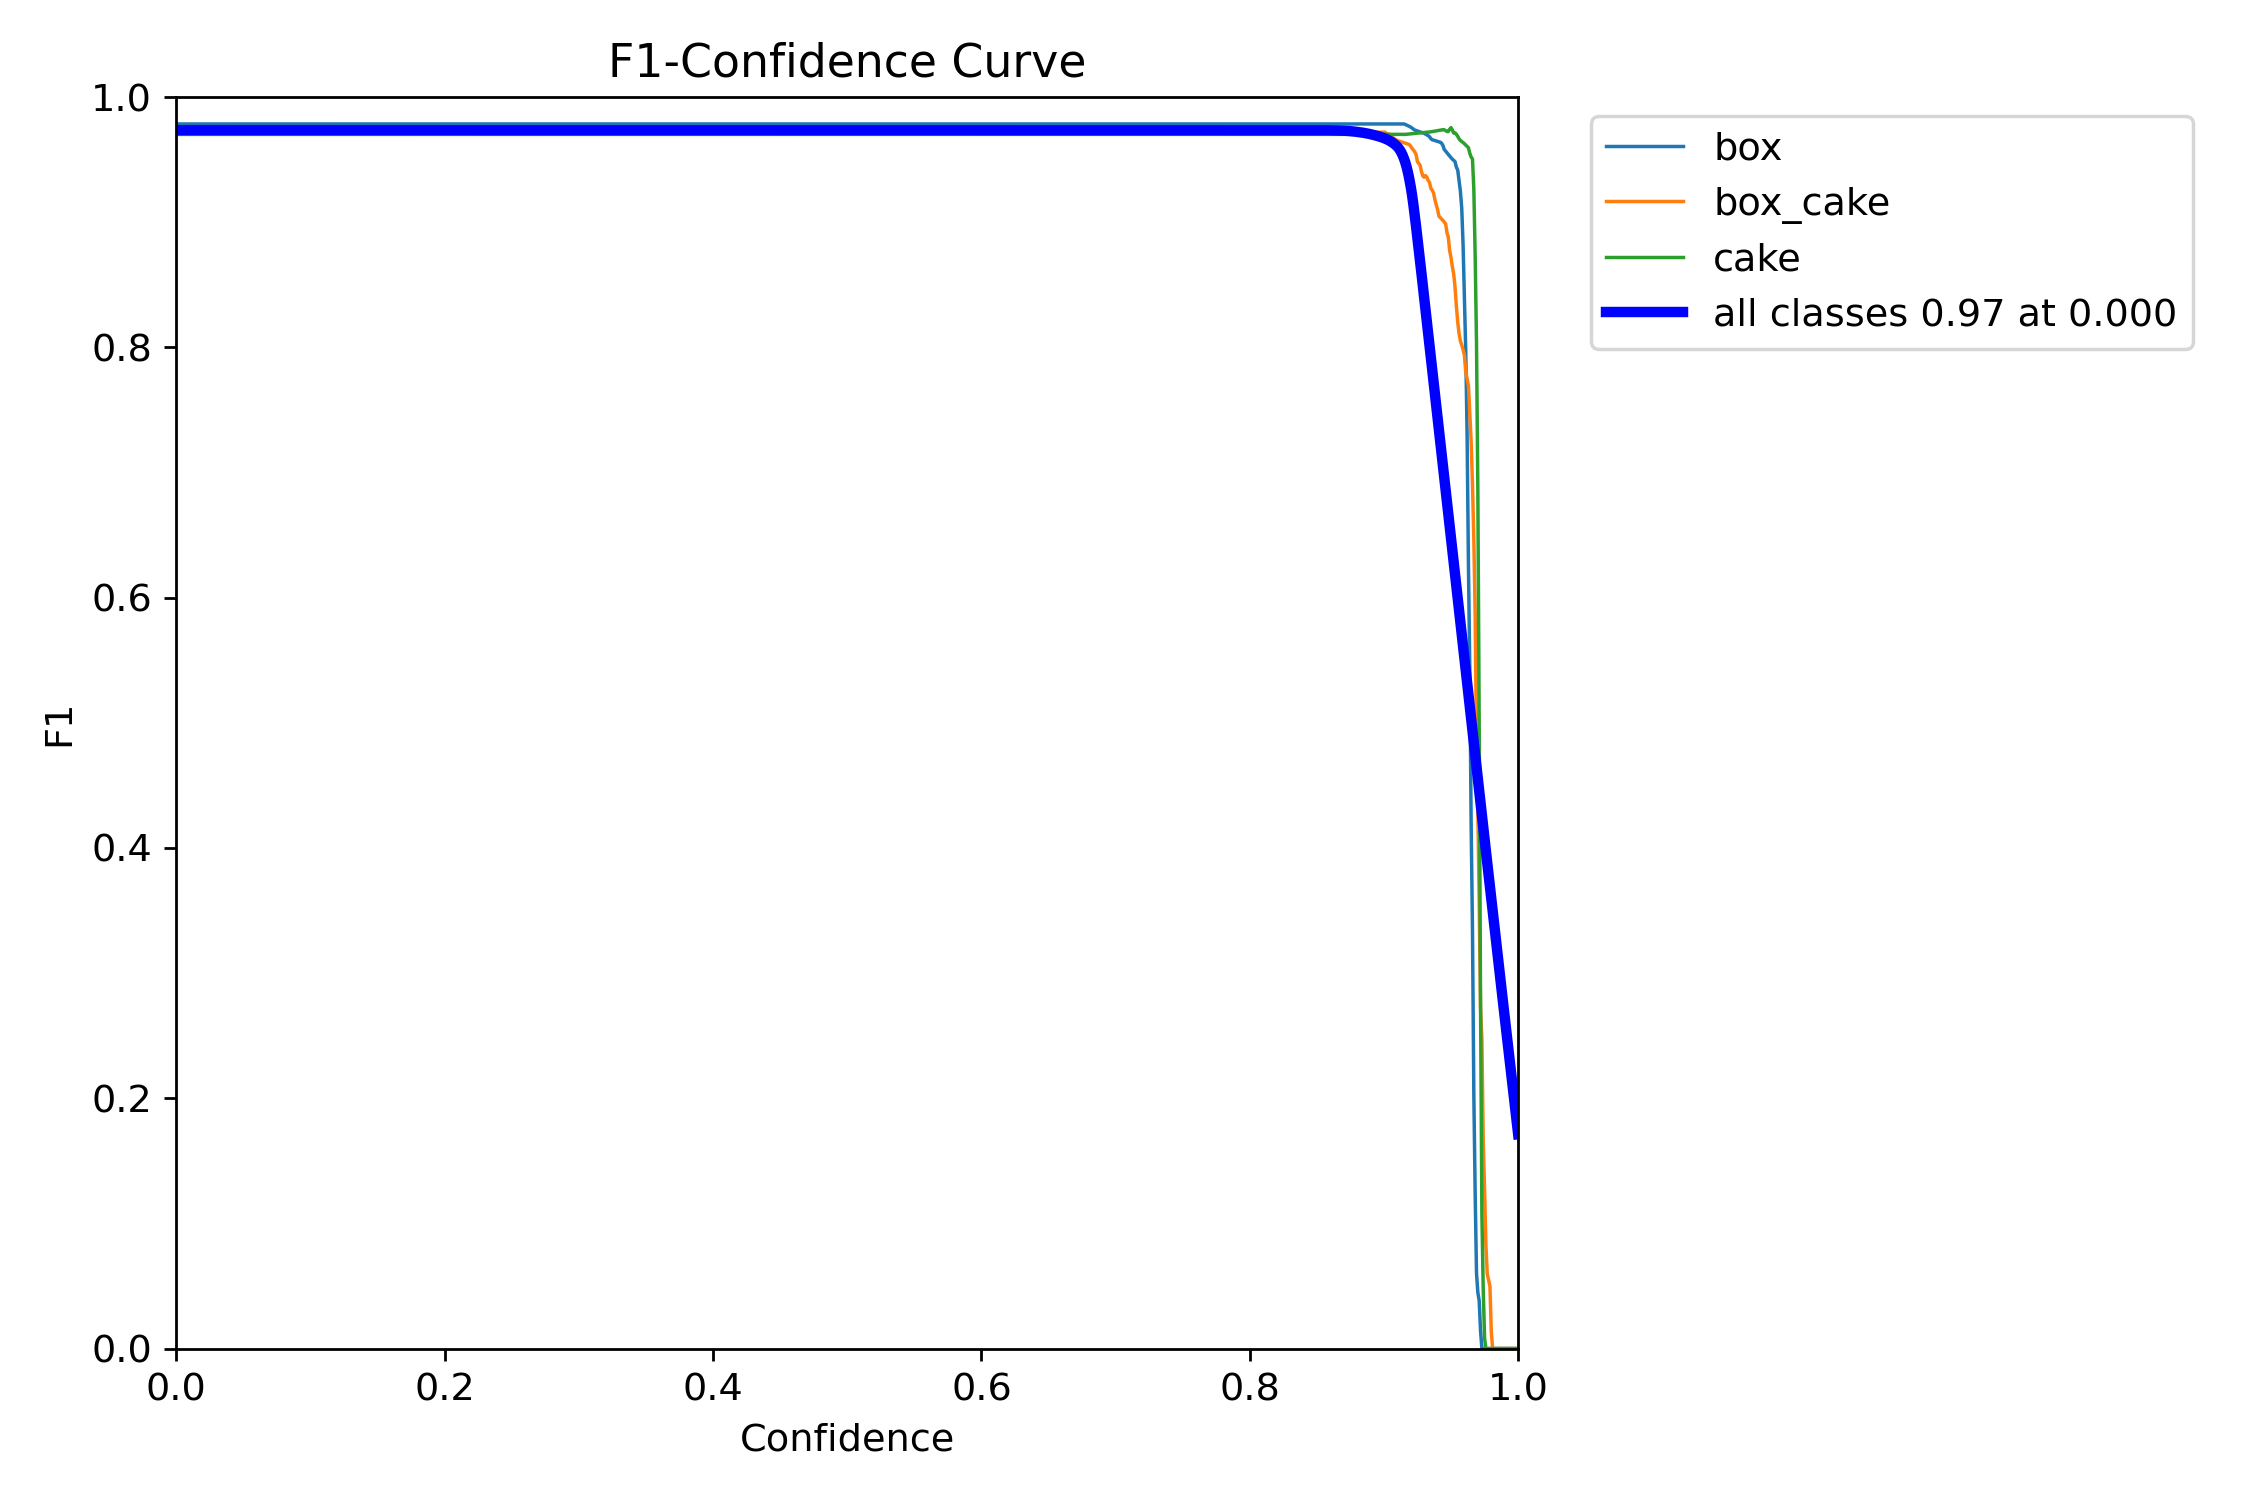 F1-Confidence Curve
1.0
0.8
0.6
0.4
0.2
0.0
F1
0.0 0.2 0.4 0.6 0.8 1.0
Confidence
box
box_cake
cake
all classes 0.97 at 0.000